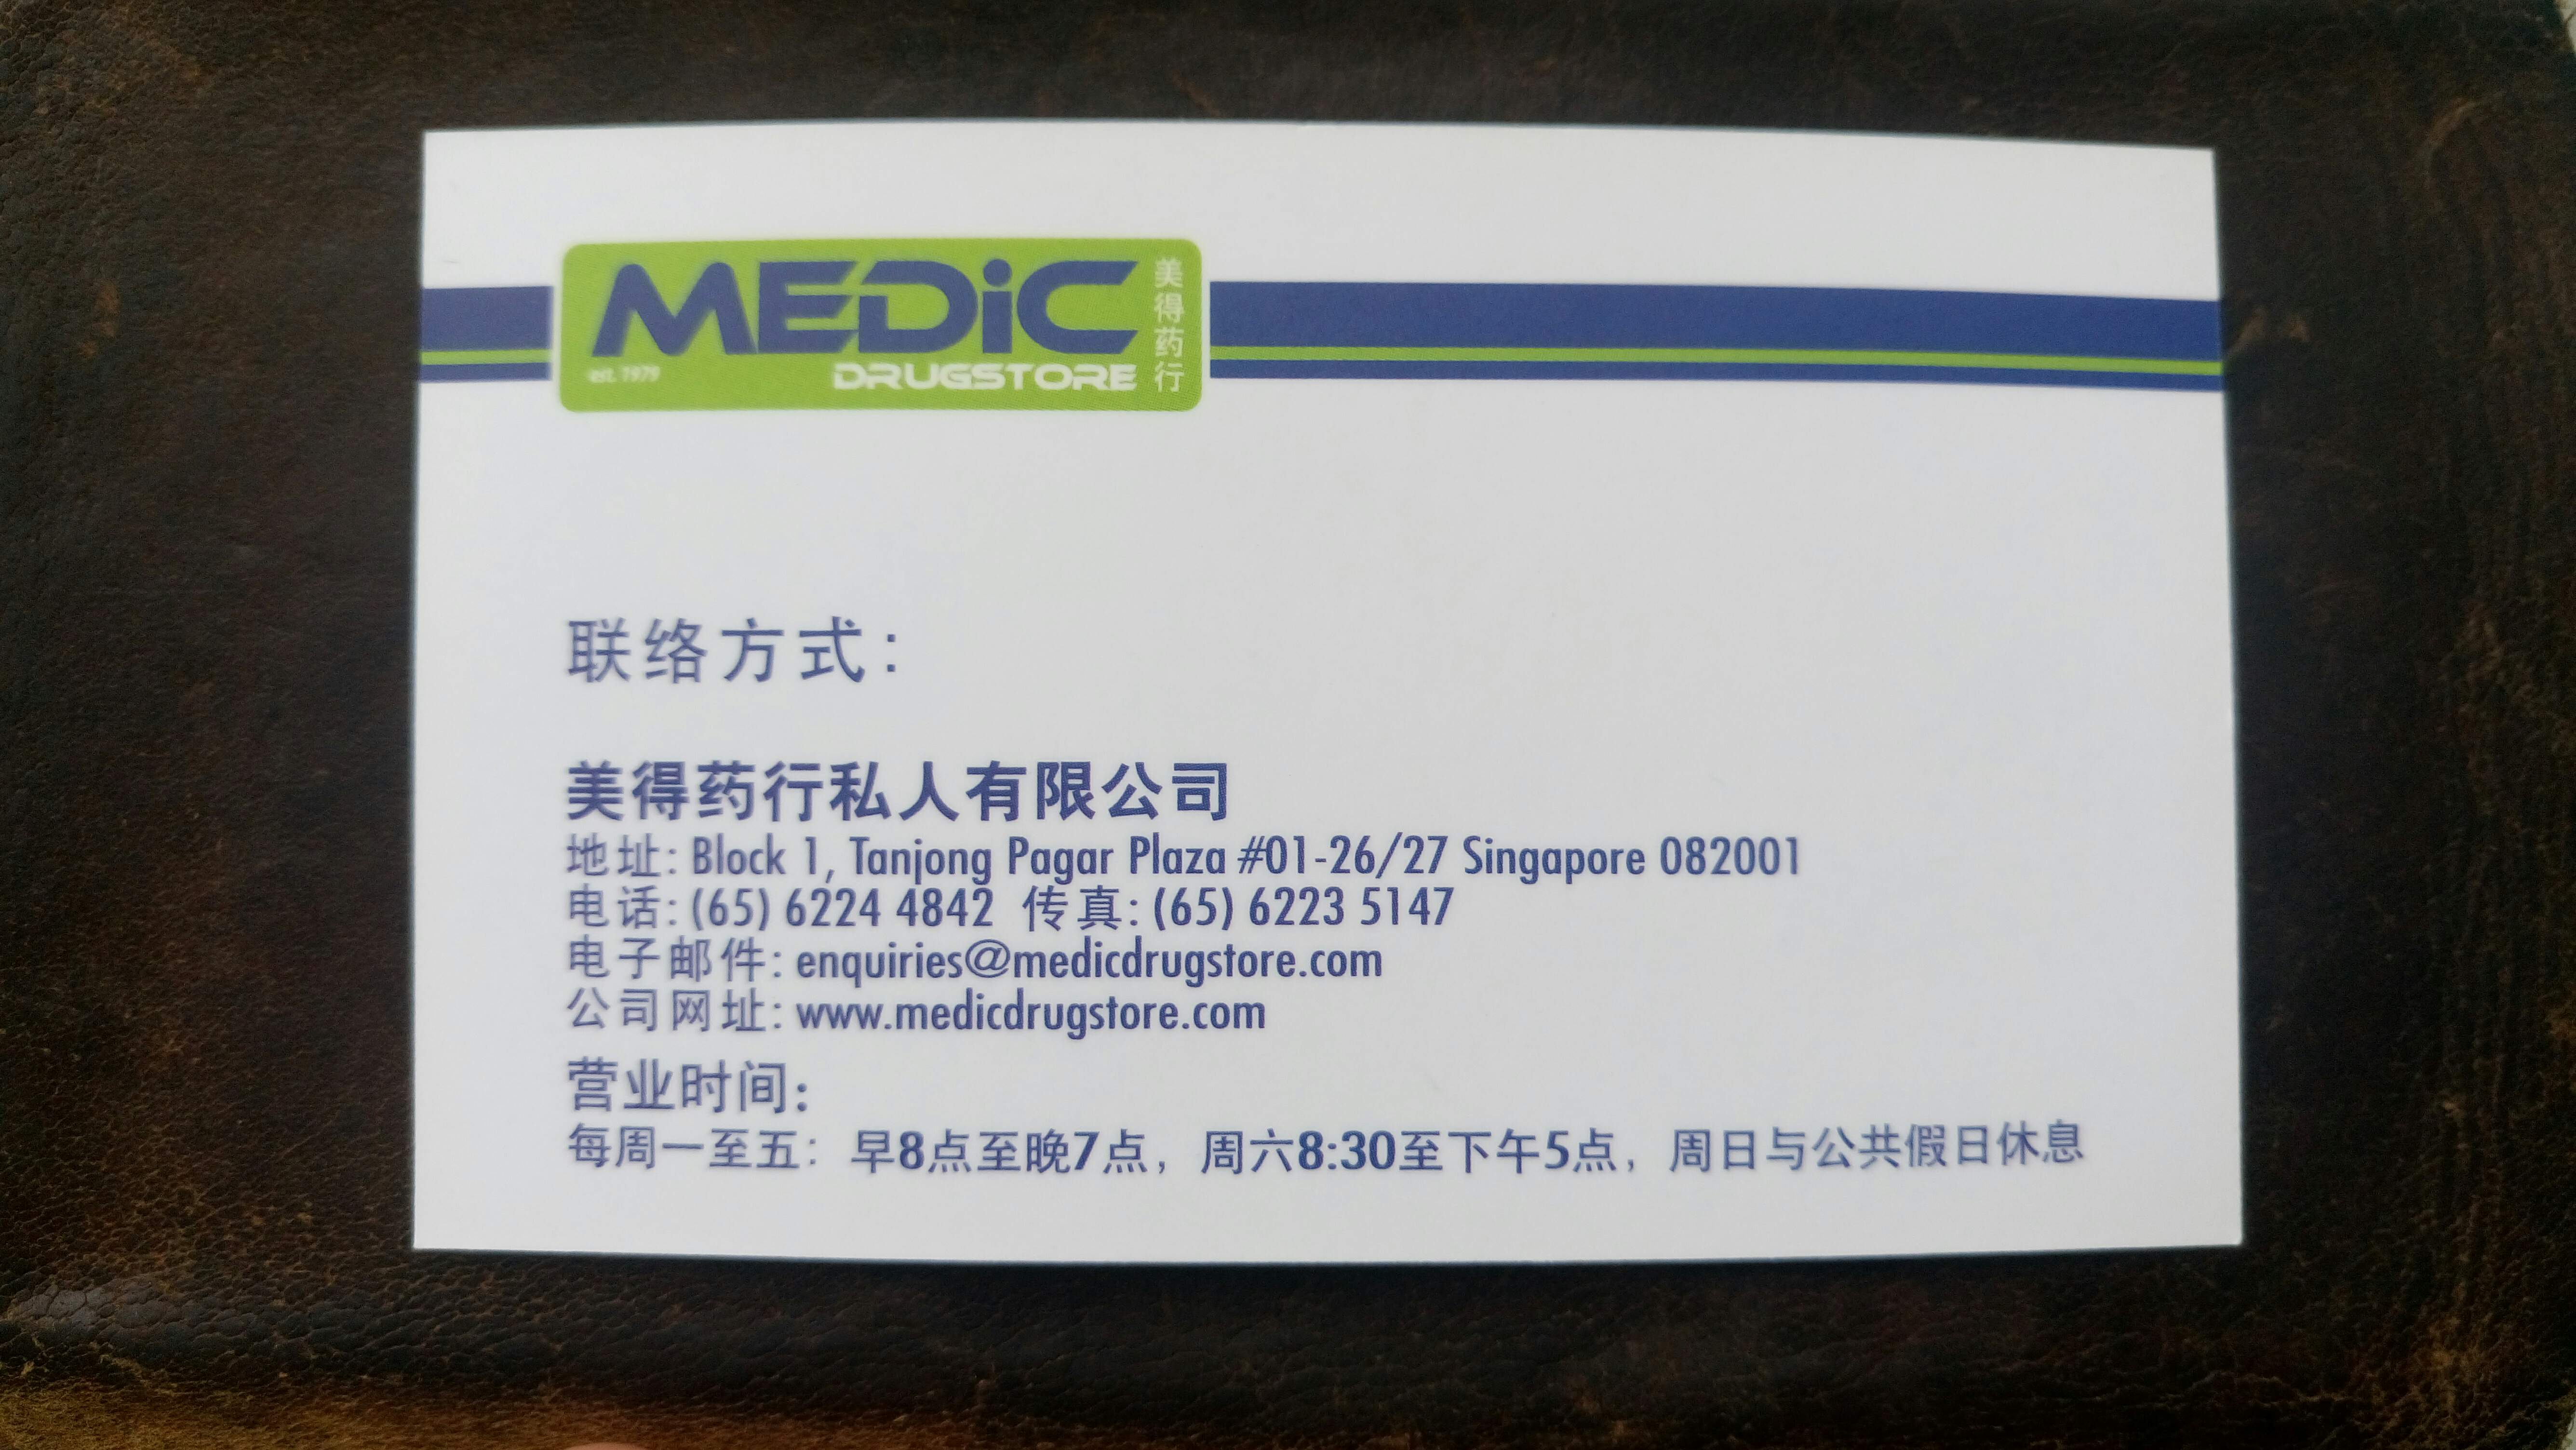 MEDiC
est. 1979
DRUGSTORE
美得药行
联络方式：
美得药行私人有限公司
地址: Block 1, Tanjong Pagar Plaza #01-26/27 Singapore 082001
电话: (65) 6224 4842 传真: (65) 6223 5147
电子邮件: enquiries@medicdrugstore.com
公司网址: www.medicdrugstore.com
营业时间：
每周一至五：早8点至晚7点，周六8:30至下午5点，周日与公共假日休息